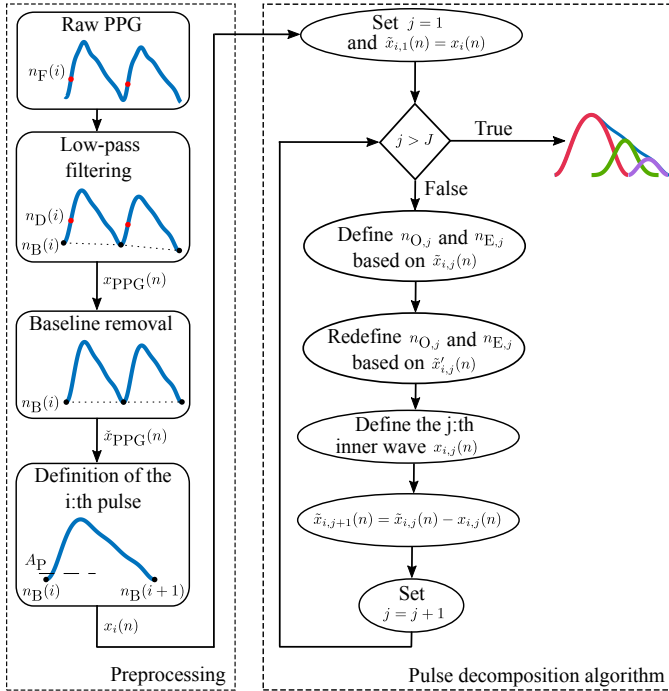 Raw PPG
n_F(i)
Low-pass
filtering
n_D(i)
n_B(i)
x_PPG(n)
Baseline removal
n_B(i)
x̌_PPG(n)
Definition of the
i:th pulse
A_P
n_B(i) n_B(i+1)
x_i(n)
Preprocessing
Set j = 1
and x̃_{i,1}(n) = x_i(n)
j > J
True
False
Define n_{O,j} and n_{E,j}
based on x̃_{i,j}(n)
Redefine n_{O,j} and n_{E,j}
based on x̃′_{i,j}(n)
Define the j:th
inner wave x_{i,j}(n)
x̃_{i,j+1}(n) = x̃_{i,j}(n) − x_{i,j}(n)
Set
j = j + 1
Pulse decomposition algorithm